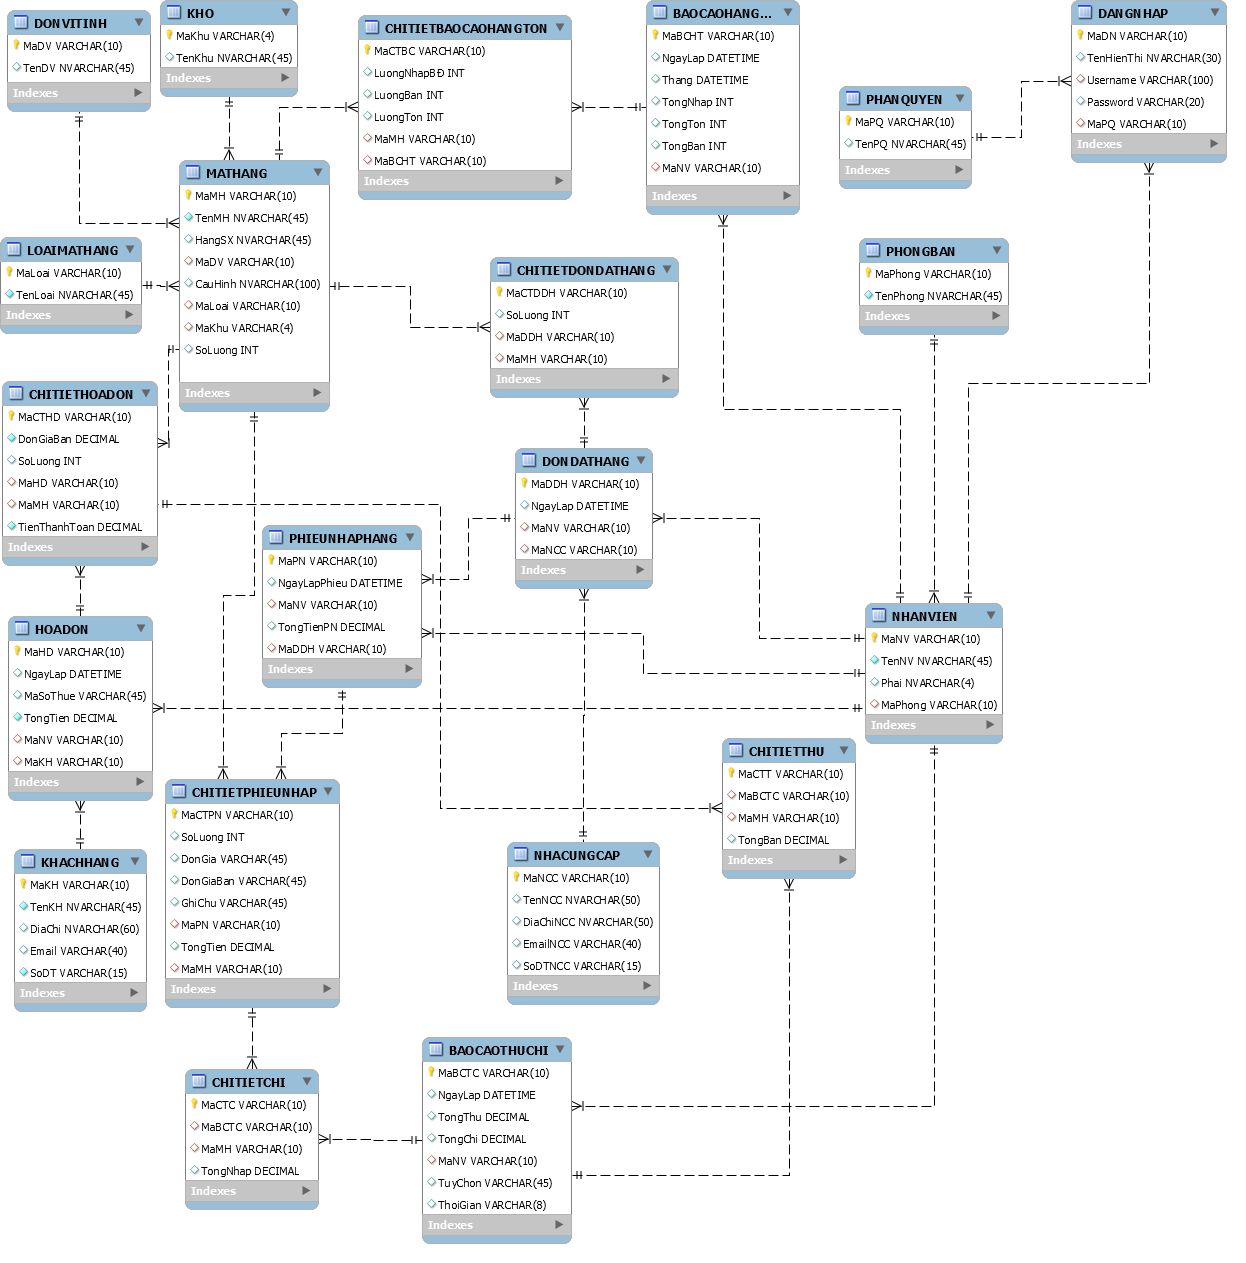 DONVITINH
MaDV VARCHAR(10)
TenDV VARCHAR(45)
Indexes
KHO
MaKhu VARCHAR(4)
TenKhu NVARCHAR(45)
Indexes
CHITIETBAOCAOHANGTON
MaCTBC VARCHAR(10)
LuongNhapBĐ INT
LuongBan INT
LuongTon INT
MaMH VARCHAR(10)
MaBCHT VARCHAR(10)
Indexes
BAOCAOHANG...
MaBCHT VARCHAR(10)
NgayLap DATETIME
Thang DATETIME
TongNhap INT
TongTon INT
TongBan INT
MaNV VARCHAR(10)
Indexes
PHANQUYEN
MaPQ VARCHAR(10)
TenPQ NVARCHAR(45)
Indexes
DANGNHAP
MaDN VARCHAR(10)
TenHienThi NVARCHAR(30)
Username VARCHAR(100)
Password VARCHAR(20)
MaPQ VARCHAR(10)
Indexes
MATHANG
MaMH VARCHAR(10)
TenMH NVARCHAR(45)
HangSX NVARCHAR(45)
MaDV VARCHAR(10)
CauHinh NVARCHAR(100)
MaLoai VARCHAR(10)
MaKhu VARCHAR(4)
SoLuong INT
Indexes
LOAIMATHANG
MaLoai VARCHAR(10)
TenLoai NVARCHAR(45)
Indexes
CHITIETDONDATHANG
MaCTDDH VARCHAR(10)
SoLuong INT
MaDDH VARCHAR(10)
MaMH VARCHAR(10)
Indexes
PHONGBAN
MaPhong VARCHAR(10)
TenPhong VARCHAR(45)
Indexes
CHITIETHOADON
MaCTHD VARCHAR(10)
DonGiaBan DECIMAL
SoLuong INT
MaHD VARCHAR(10)
MaMH VARCHAR(10)
TienThanhToan DECIMAL
Indexes
DONDATHANG
MaDDH VARCHAR(10)
NgayLap DATETIME
MaNV VARCHAR(10)
MaNCC VARCHAR(10)
Indexes
PHIEUNHAPHANG
MaPN VARCHAR(10)
NgayLapPhieu DATETIME
MaNV VARCHAR(10)
TongTienPN DECIMAL
MaDDH VARCHAR(10)
Indexes
NHANVIEN
MaNV VARCHAR(10)
TenNV NVARCHAR(45)
Phai NVARCHAR(4)
MaPhong VARCHAR(10)
Indexes
HOADON
MaHD VARCHAR(10)
NgayLap DATETIME
MaSoThue VARCHAR(45)
TongTien DECIMAL
MaNV VARCHAR(10)
MaKH VARCHAR(10)
Indexes
CHITIETTHU
MaCTT VARCHAR(10)
MaBCTC VARCHAR(10)
MaMH VARCHAR(10)
TongBan DECIMAL
Indexes
CHITIETPHIEUNHAP
MaCTPN VARCHAR(10)
SoLuong INT
DonGia VARCHAR(45)
DonGiaBan VARCHAR(45)
GhiChu VARCHAR(45)
MaPN VARCHAR(10)
TongTien DECIMAL
MaMH VARCHAR(10)
Indexes
KHACHHANG
MaKH VARCHAR(10)
TenKH NVARCHAR(45)
DiaChi NVARCHAR(60)
Email VARCHAR(40)
SoDT VARCHAR(15)
Indexes
NHACUNGCAP
MaNCC VARCHAR(10)
TenNCC NVARCHAR(50)
DiaChiNCC NVARCHAR(50)
EmailNCC VARCHAR(40)
SoDTNCC VARCHAR(15)
Indexes
CHITIETCHI
MaCTC VARCHAR(10)
MaBCTC VARCHAR(10)
MaMH VARCHAR(10)
TongNhap DECIMAL
Indexes
BAOCAOTHUCHI
MaBCTC VARCHAR(10)
NgayLap DATETIME
TongThu DECIMAL
TongChi DECIMAL
MaNV VARCHAR(10)
TuyChon VARCHAR(45)
ThoiGian VARCHAR(8)
Indexes